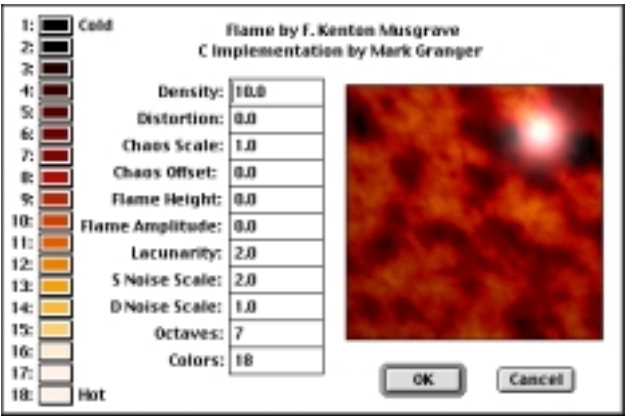 Flame by F. Kenton Musgrave
C Implementation by Mark Granger
1: Cold
2:
3:
4:
5:
6:
7:
8:
9:
10:
11:
12:
13:
14:
15:
16:
17:
18: Hot
Density: 10.0
Distortion: 0.0
Chaos Scale: 1.0
Chaos Offset: 0.0
Flame Height: 0.0
Flame Amplitude: 0.0
Lacunarity: 2.0
S Noise Scale: 2.0
D Noise Scale: 1.0
Octaves: 7
Colors: 18
OK
Cancel